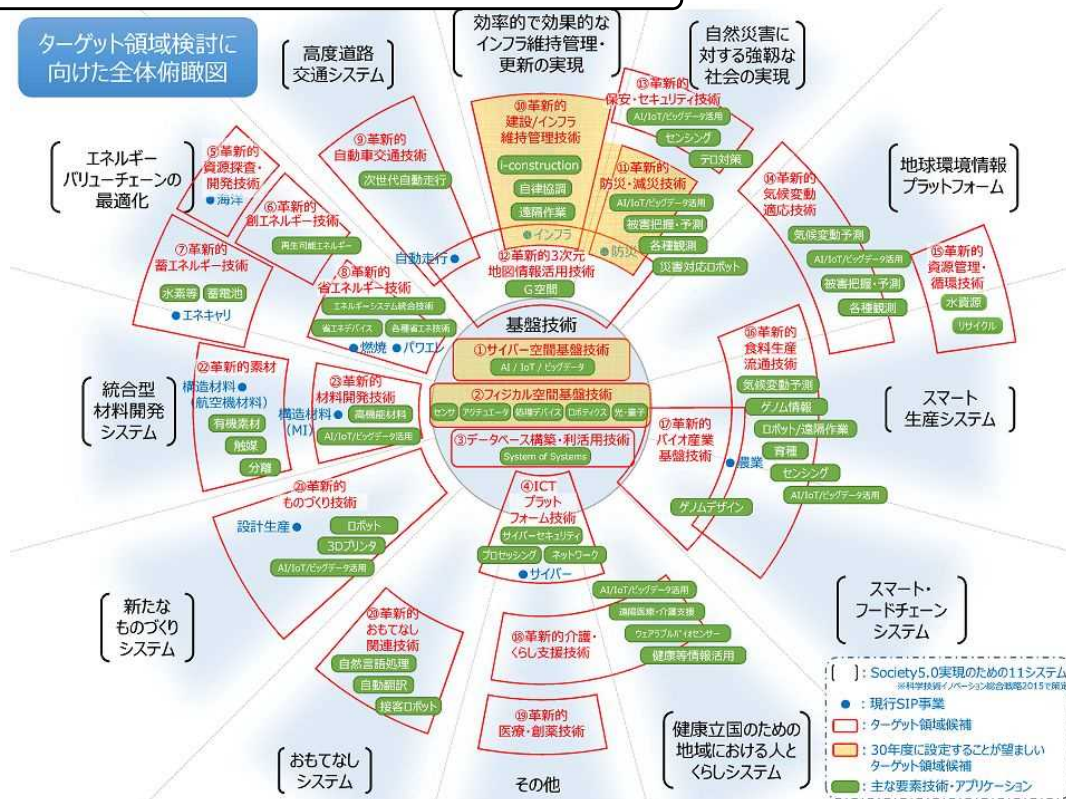 ターゲット領域検討に
向けた全体俯瞰図
高度道路
交通システム
効率的で効果的な
インフラ維持管理・
更新の実現
自然災害に
対する強靱な
社会の実現
エネルギー
バリューチェーンの
最適化
地球環境情報
プラットフォーム
⑤革新的
資源探査・
開発技術
●海洋
⑥革新的
創エネルギー技術
再生可能エネルギー
⑦革新的
蓄エネルギー技術
水素等
蓄電池
●エネキャリ
⑧革新的
省エネルギー技術
エネルギーシステム統合技術
省エネデバイス
各種省エネ技術
●燃焼 ●パワエレ
⑨革新的
自動車交通技術
次世代自動走行
自動走行●
⑩革新的
建設/インフラ
維持管理技術
i-construction
自律協調
遠隔作業
●インフラ
⑪革新的
防災・減災技術
AI/IoT/ビッグデータ活用
被害把握・予測
各種観測
災害対応ロボット
●防災
⑫革新的3次元
地図情報活用技術
G空間
⑬革新的
保安・セキュリティ技術
AI/IoT/ビッグデータ活用
センシング
テロ対策
⑭革新的
気候変動
適応技術
気候変動予測
AI/IoT/ビッグデータ活用
被害把握・予測
各種観測
⑮革新的
資源管理・
循環技術
水資源
リサイクル
基盤技術
①サイバー空間基盤技術
AI / IoT / ビッグデータ
②フィジカル空間基盤技術
センサ
アクチュエータ
処理デバイス
ロボティクス
光・量子
③データベース構築・利活用技術
System of Systems
④ICT
プラット
フォーム技術
サイバーセキュリティ
プロセッシング
ネットワーク
●サイバー
⑯革新的
食料生産
流通技術
気候変動予測
ゲノム情報
ロボット/遠隔作業
育種
センシング
AI/IoT/ビッグデータ活用
⑰革新的
バイオ産業
基盤技術
●農業
ゲノムデザイン
スマート
生産システム
統合型
材料開発
システム
㉒革新的素材
構造材料●
(航空機材料)
有機素材
触媒
分離
㉓革新的
材料開発技術
構造材料●
(MI)
高機能材料
AI/IoT/ビッグデータ活用
㉑革新的
ものづくり技術
設計生産●
ロボット
3Dプリンタ
AI/IoT/ビッグデータ活用
新たな
ものづくり
システム
⑳革新的
おもてなし
関連技術
自然言語処理
自動翻訳
接客ロボット
おもてなし
システム
⑱革新的介護・
くらし支援技術
AI/IoT/ビッグデータ活用
遠隔医療・介護支援
ウェアラブルバイオセンサー
健康等情報活用
⑲革新的
医療・創薬技術
その他
健康立国のための
地域における人と
くらしシステム
スマート・
フードチェーン
システム
[ ]：Society5.0実現のための11システム
※科学技術イノベーション総合戦略2015で策定
●：現行SIP事業
：ターゲット領域候補
：30年度に設定することが望ましい
ターゲット領域候補
：主な要素技術・アプリケーション